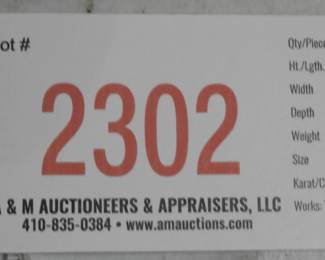 ot #
2302
& M AUCTIONEERS & APPRAISERS, LLC
410-835-0384 • www.amauctions.com
Qty/Piece
Ht./Lgth.
Width
Depth
Weight
Size
Karat/C
Works: